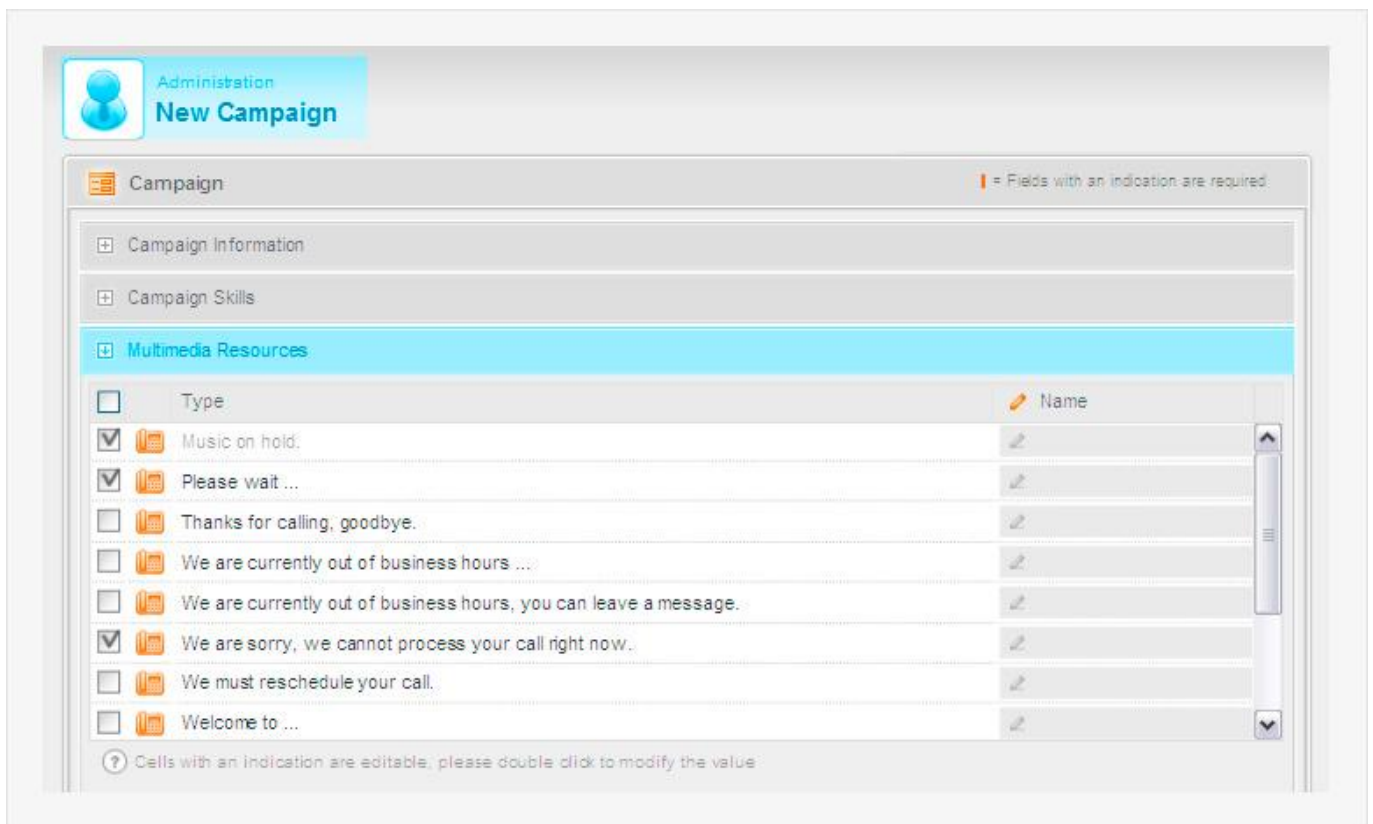 Administration
New Campaign
Campaign
= Fields with an indication are required
Campaign Information
Campaign Skills
Multimedia Resources
Type Name
Music on hold.
Please wait ...
Thanks for calling, goodbye.
We are currently out of business hours ...
We are currently out of business hours, you can leave a message.
We are sorry, we cannot process your call right now.
We must reschedule your call.
Welcome to ...
? Cells with an indication are editable, please double click to modify the value